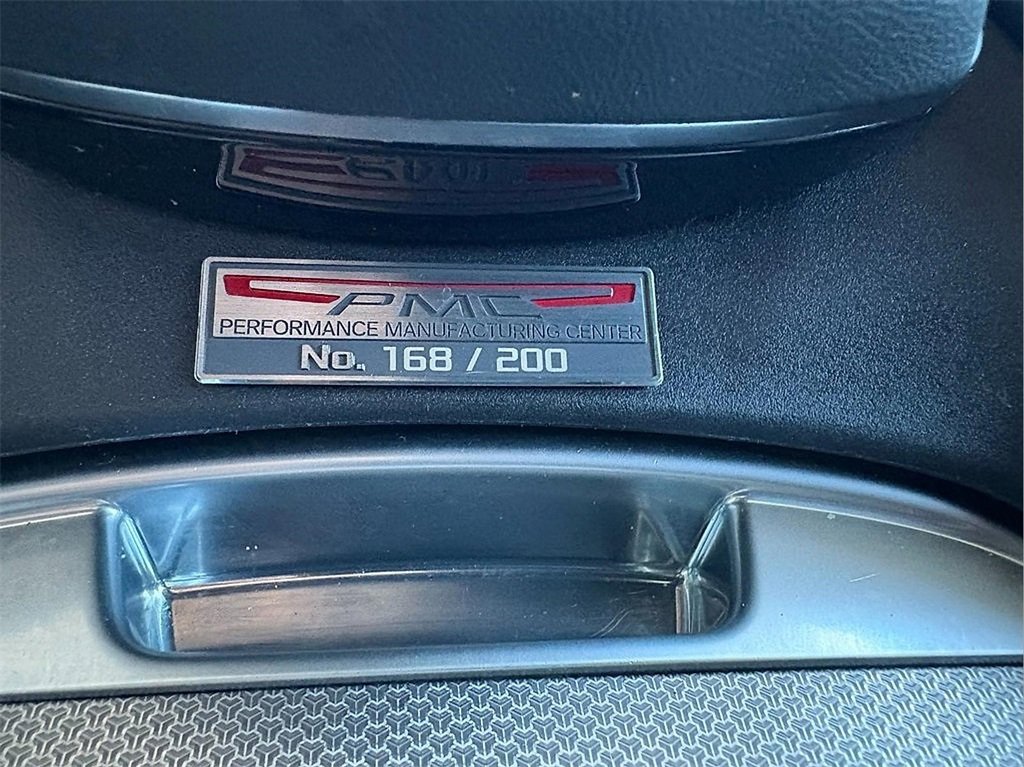 PMC
PERFORMANCE MANUFACTURING CENTER
No. 168 / 200